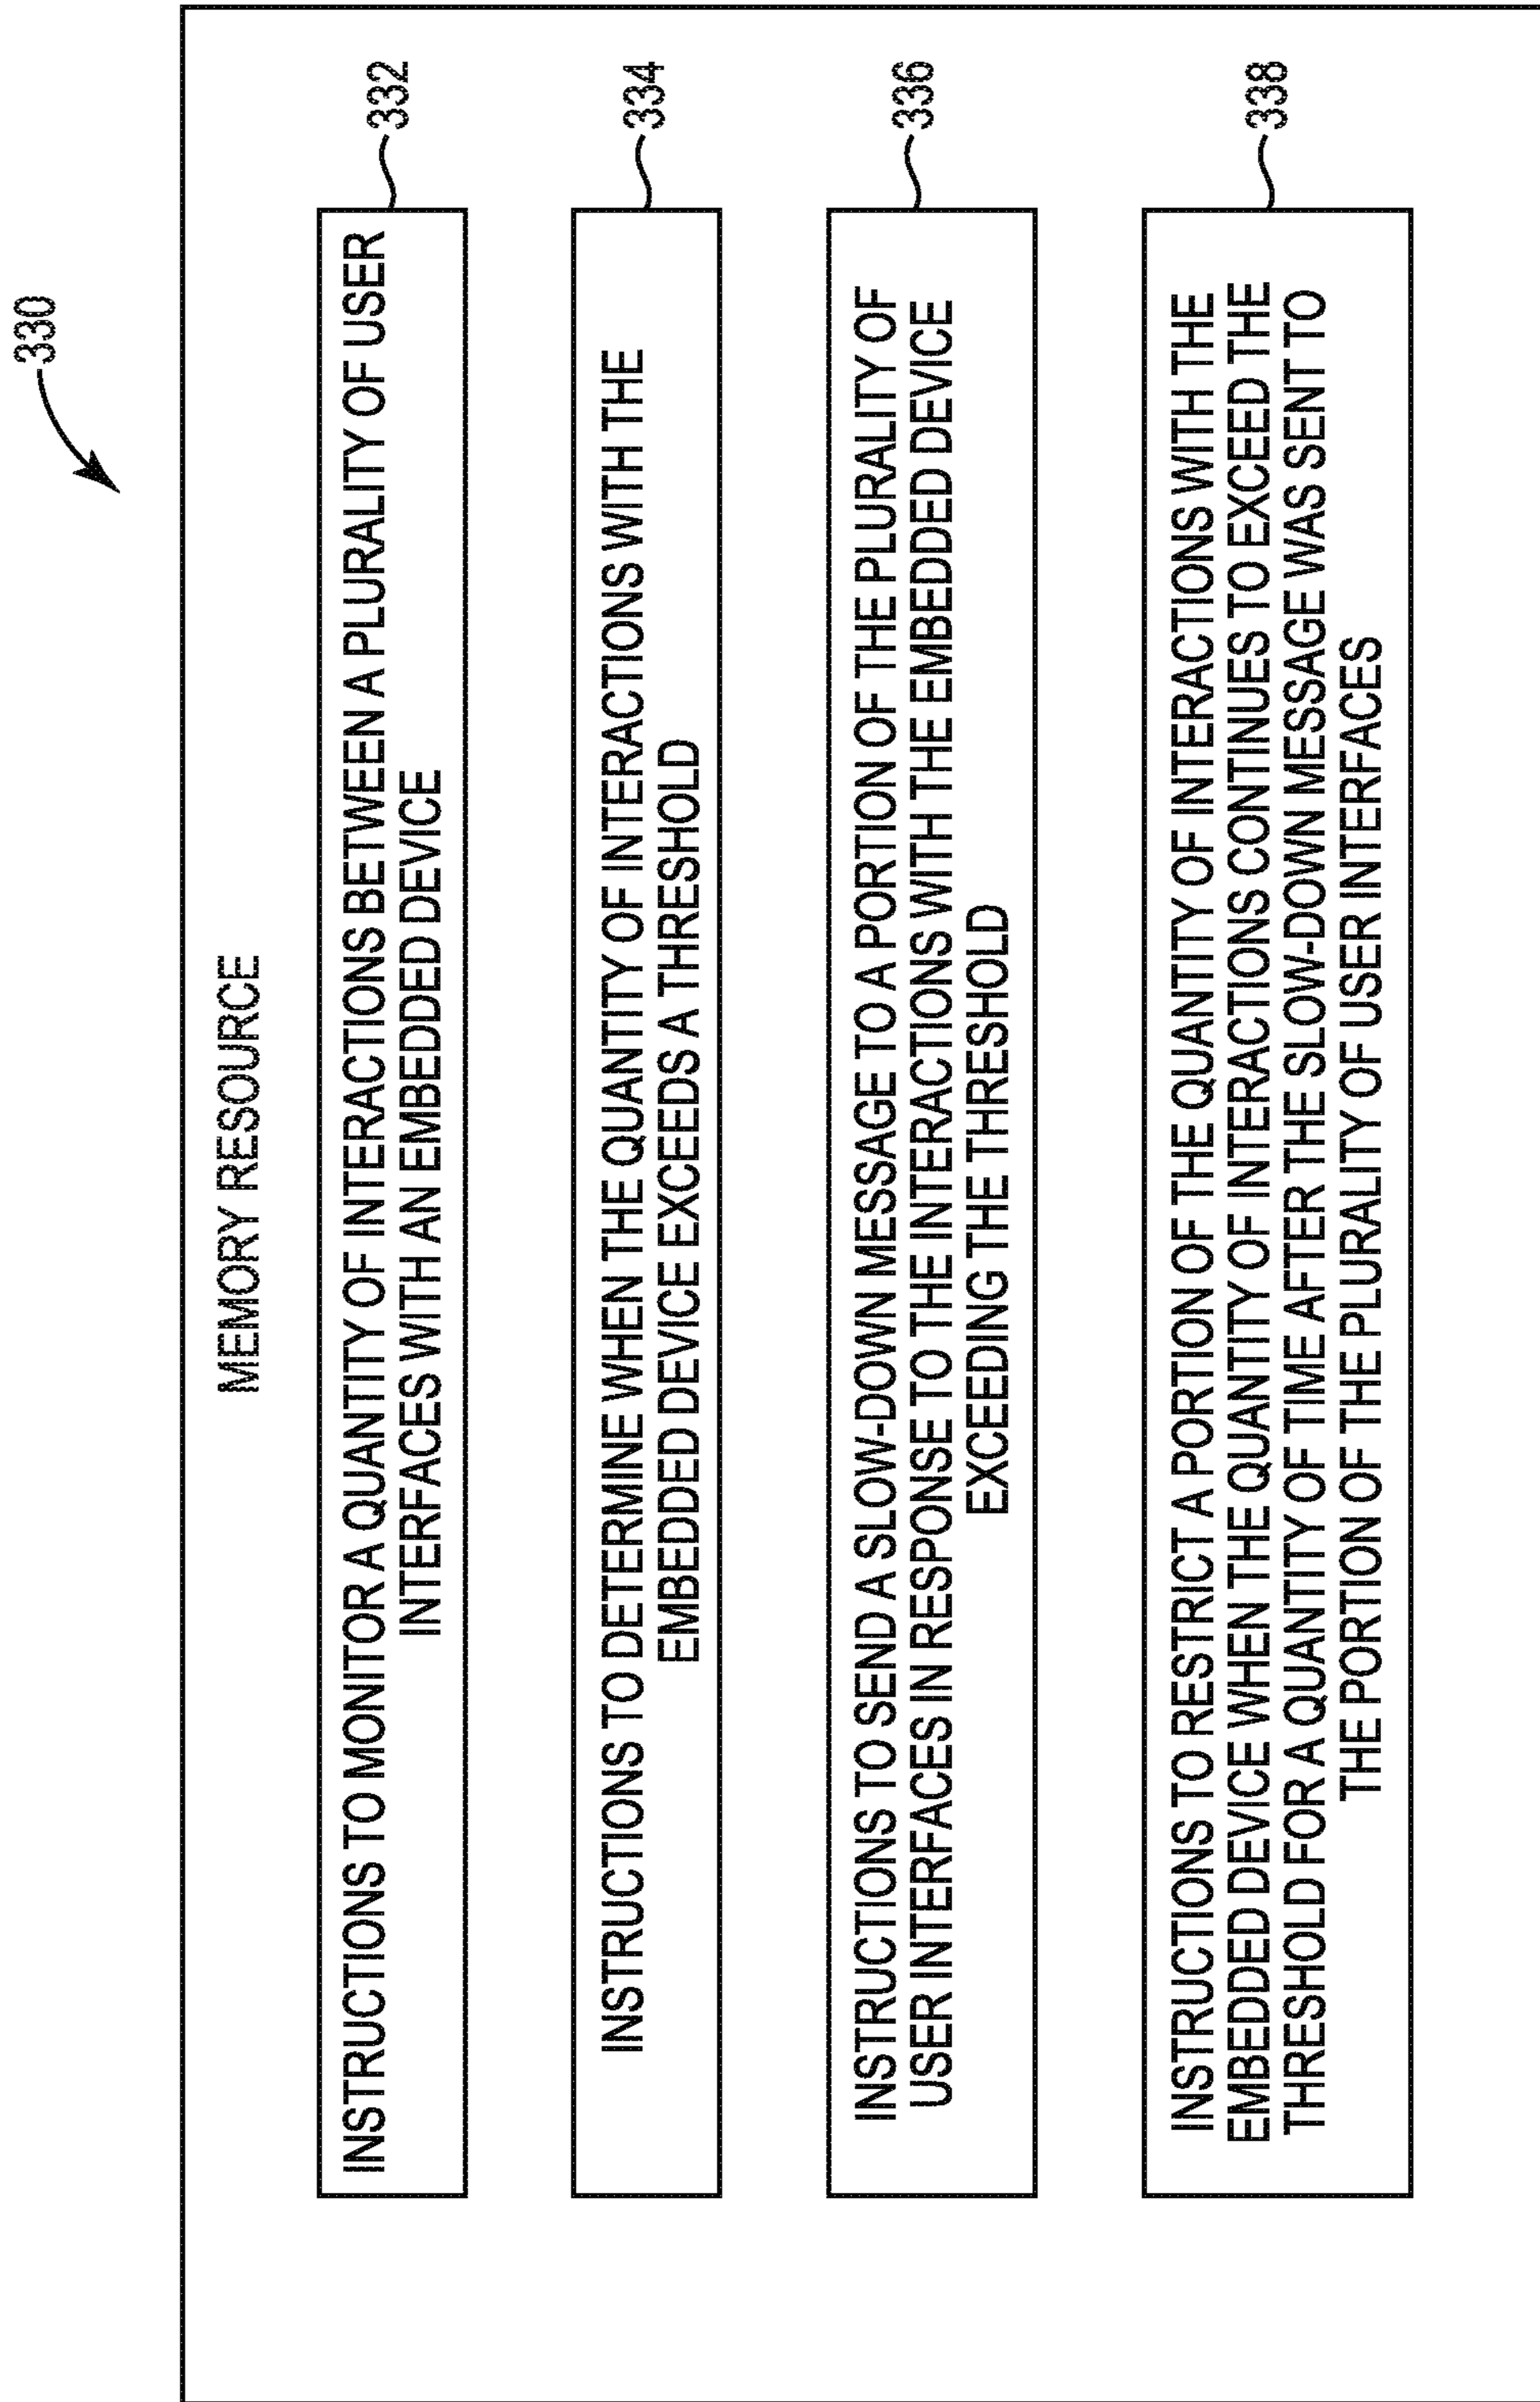 330
MEMORY RESOURCE
INSTRUCTIONS TO MONITOR A QUANTITY OF INTERACTIONS BETWEEN A PLURALITY OF USER
INTERFACES WITH AN EMBEDDED DEVICE
332
INSTRUCTIONS TO DETERMINE WHEN THE QUANTITY OF INTERACTIONS WITH THE
EMBEDDED DEVICE EXCEEDS A THRESHOLD
334
INSTRUCTIONS TO SEND A SLOW-DOWN MESSAGE TO A PORTION OF THE PLURALITY OF
USER INTERFACES IN RESPONSE TO THE INTERACTIONS WITH THE EMBEDDED DEVICE
EXCEEDING THE THRESHOLD
336
INSTRUCTIONS TO RESTRICT A PORTION OF THE QUANTITY OF INTERACTIONS WITH THE
EMBEDDED DEVICE WHEN THE QUANTITY OF INTERACTIONS CONTINUES TO EXCEED THE
THRESHOLD FOR A QUANTITY OF TIME AFTER THE SLOW-DOWN MESSAGE WAS SENT TO
THE PORTION OF THE PLURALITY OF USER INTERFACES
338